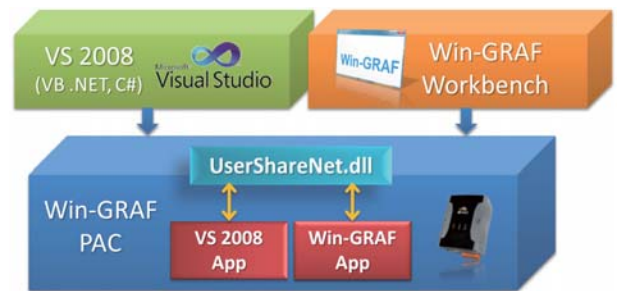 VS 2008
(VB .NET, C#)
Microsoft
Visual Studio
Win-GRAF
Win-GRAF
Workbench
UserShareNet.dll
Win-GRAF
PAC
VS 2008
App
Win-GRAF
App